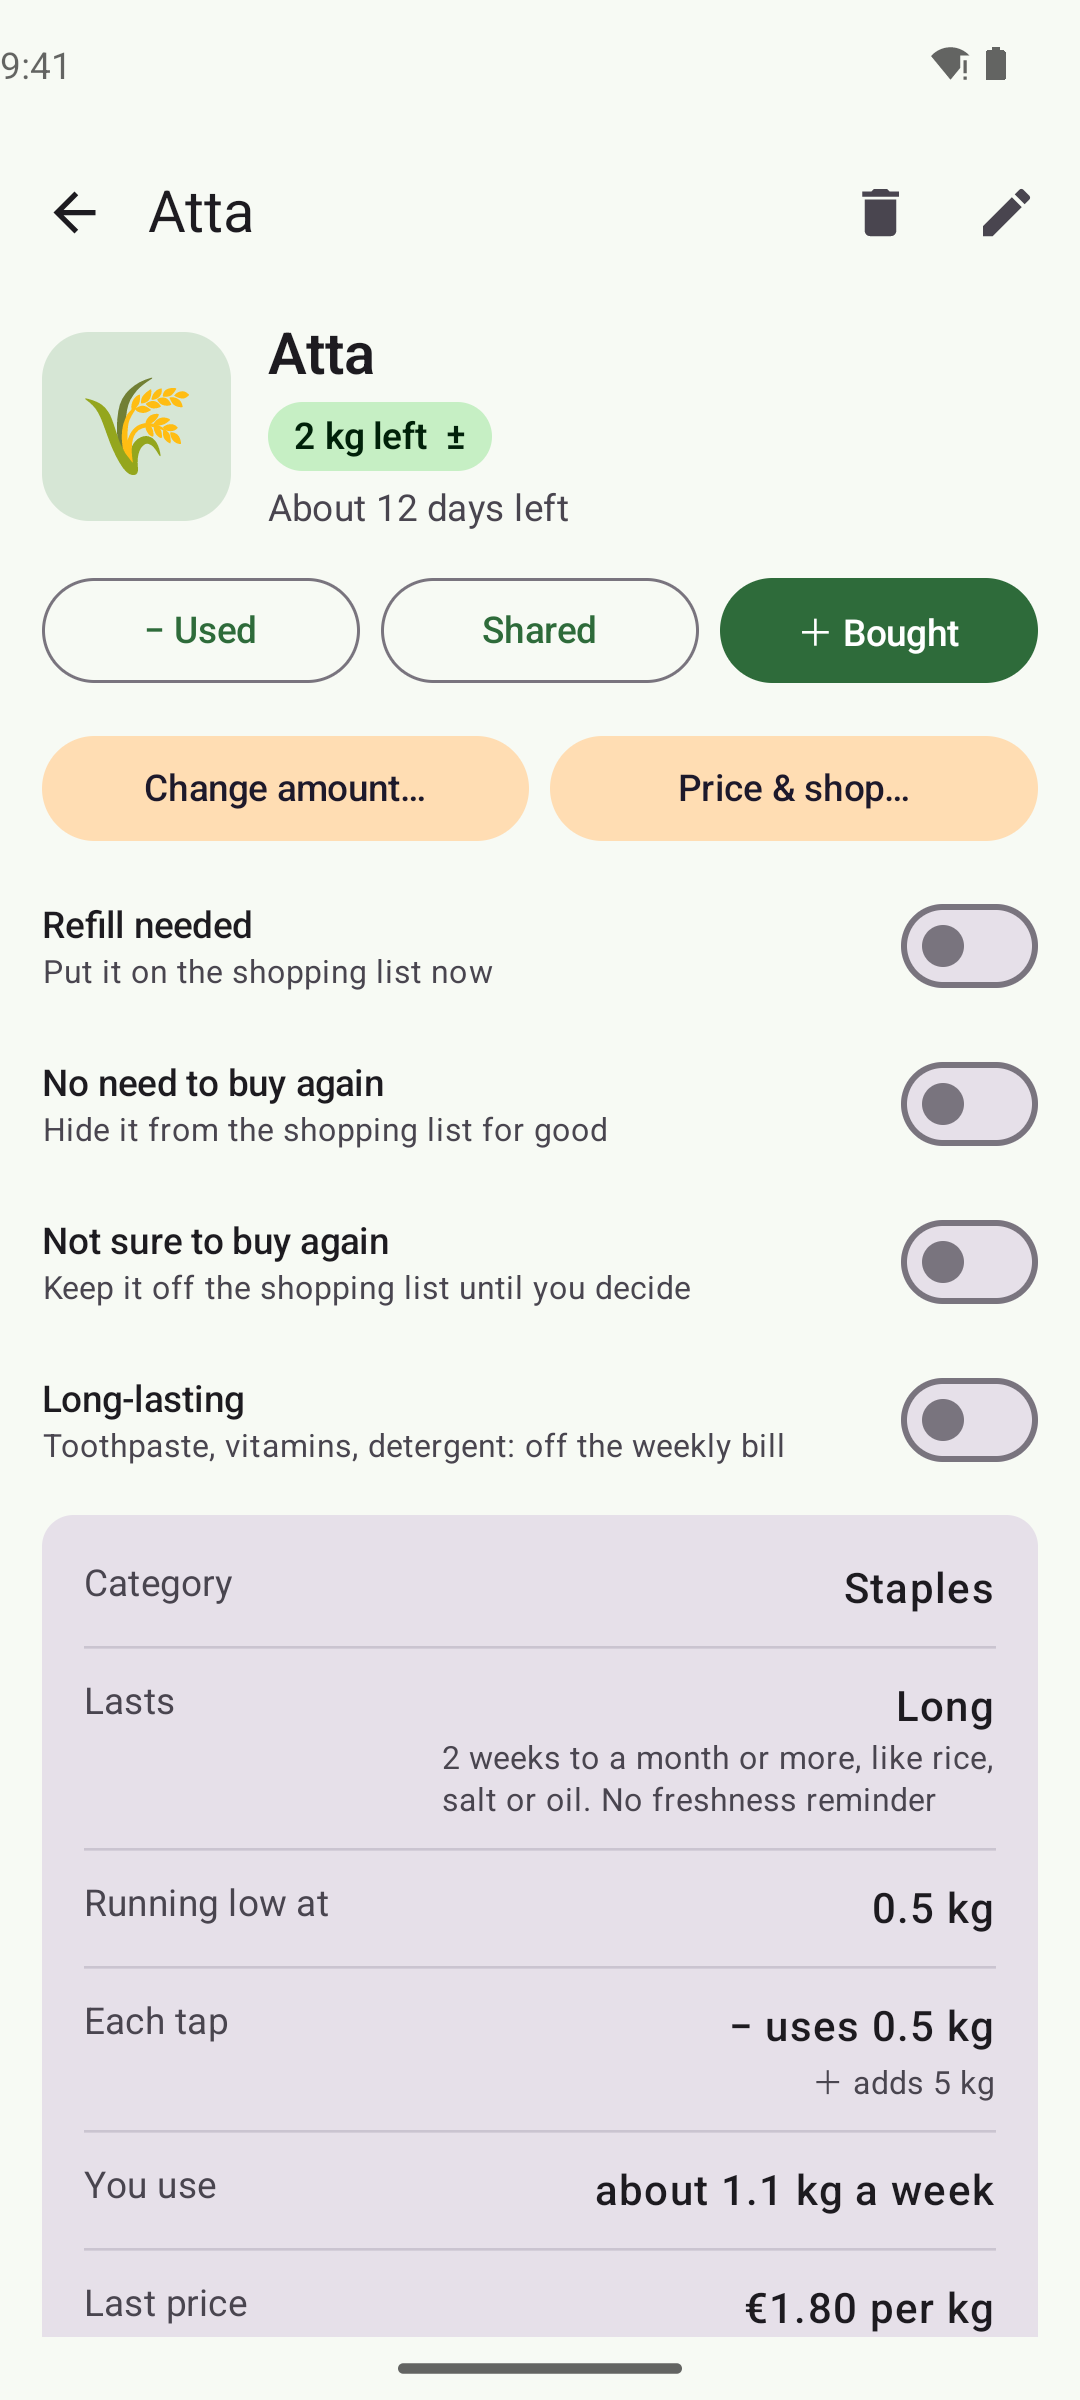 9:41
Atta
Atta
2 kg left ±
About 12 days left
− Used
Shared
+ Bought
Change amount…
Price & shop…
Refill needed
Put it on the shopping list now
No need to buy again
Hide it from the shopping list for good
Not sure to buy again
Keep it off the shopping list until you decide
Long-lasting
Toothpaste, vitamins, detergent: off the weekly bill
Category
Staples
Lasts
Long
2 weeks to a month or more, like rice,
salt or oil. No freshness reminder
Running low at
0.5 kg
Each tap
− uses 0.5 kg
+ adds 5 kg
You use
about 1.1 kg a week
Last price
€1.80 per kg